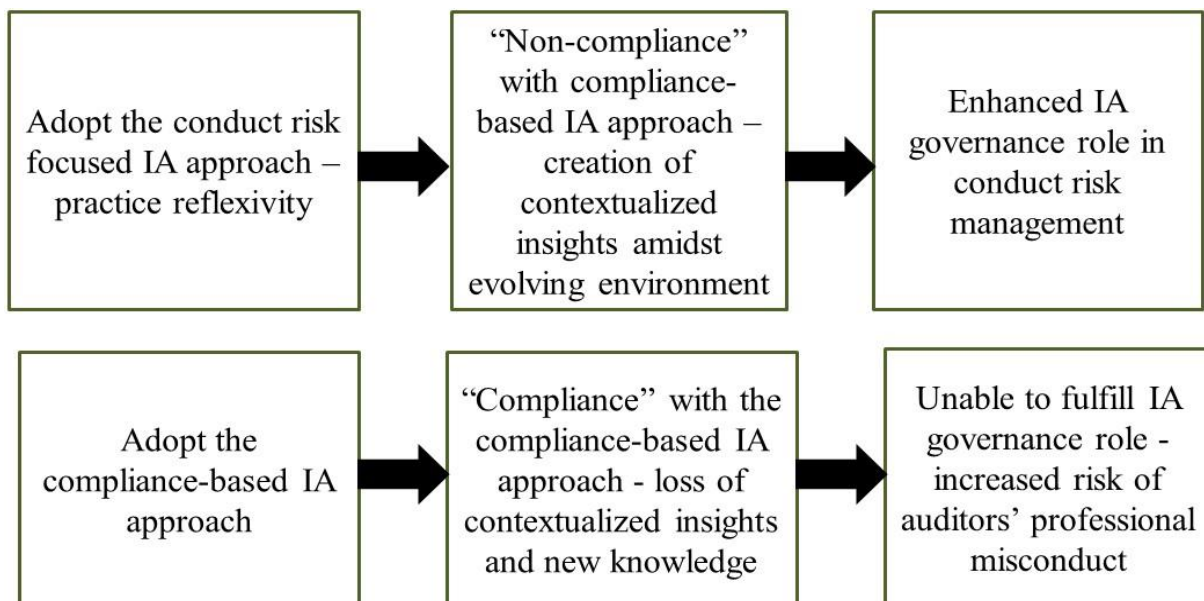 Adopt the conduct risk
focused IA approach –
practice reflexivity
“Non-compliance”
with compliance-
based IA approach –
creation of
contextualized
insights amidst
evolving environment
Enhanced IA
governance role in
conduct risk
management
Adopt the
compliance-based IA
approach
“Compliance” with the
compliance-based IA
approach - loss of
contextualized insights
and new knowledge
Unable to fulfill IA
governance role -
increased risk of
auditors’ professional
misconduct